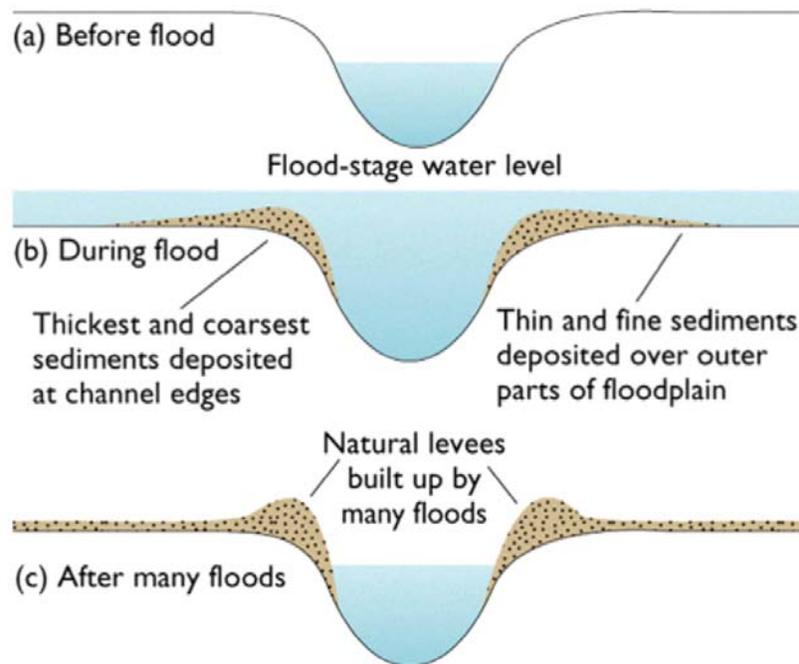 (a) Before flood
Flood-stage water level
(b) During flood
Thickest and coarsest
sediments deposited
at channel edges
Thin and fine sediments
deposited over outer
parts of floodplain
Natural levees
built up by
many floods
(c) After many floods